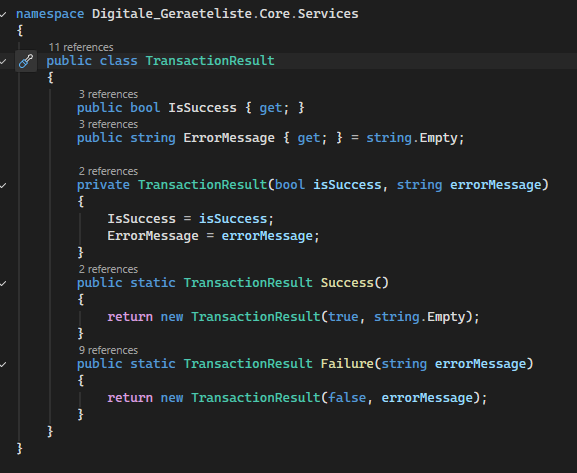 namespace Digitale_Geraeteliste.Core.Services
{
11 references
public class TransactionResult
{
3 references
public bool IsSuccess { get; }
3 references
public string ErrorMessage { get; } = string.Empty;
2 references
private TransactionResult(bool isSuccess, string errorMessage)
{
IsSuccess = isSuccess;
ErrorMessage = errorMessage;
}
2 references
public static TransactionResult Success()
{
return new TransactionResult(true, string.Empty);
}
9 references
public static TransactionResult Failure(string errorMessage)
{
return new TransactionResult(false, errorMessage);
}
}
}